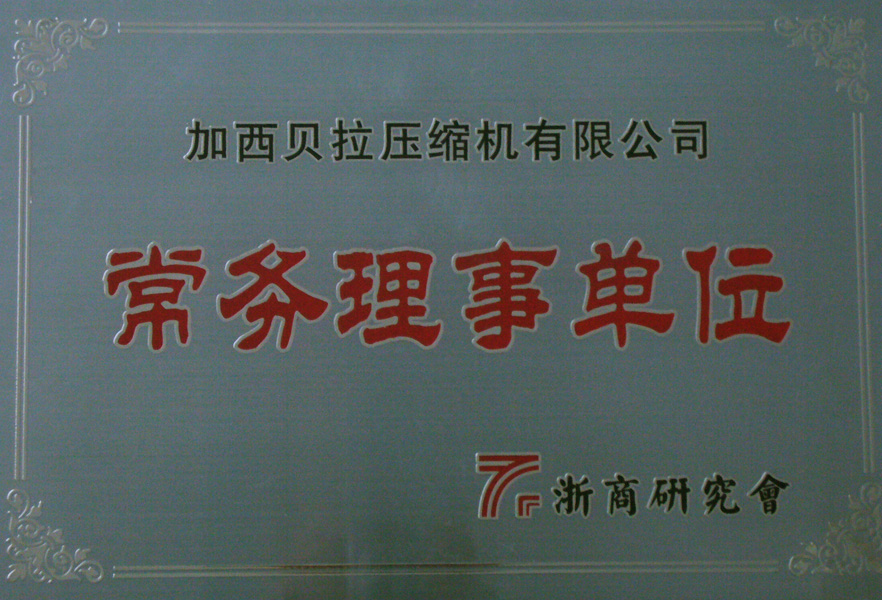 加西贝拉压缩机有限公司
常务理事单位
浙商研究會